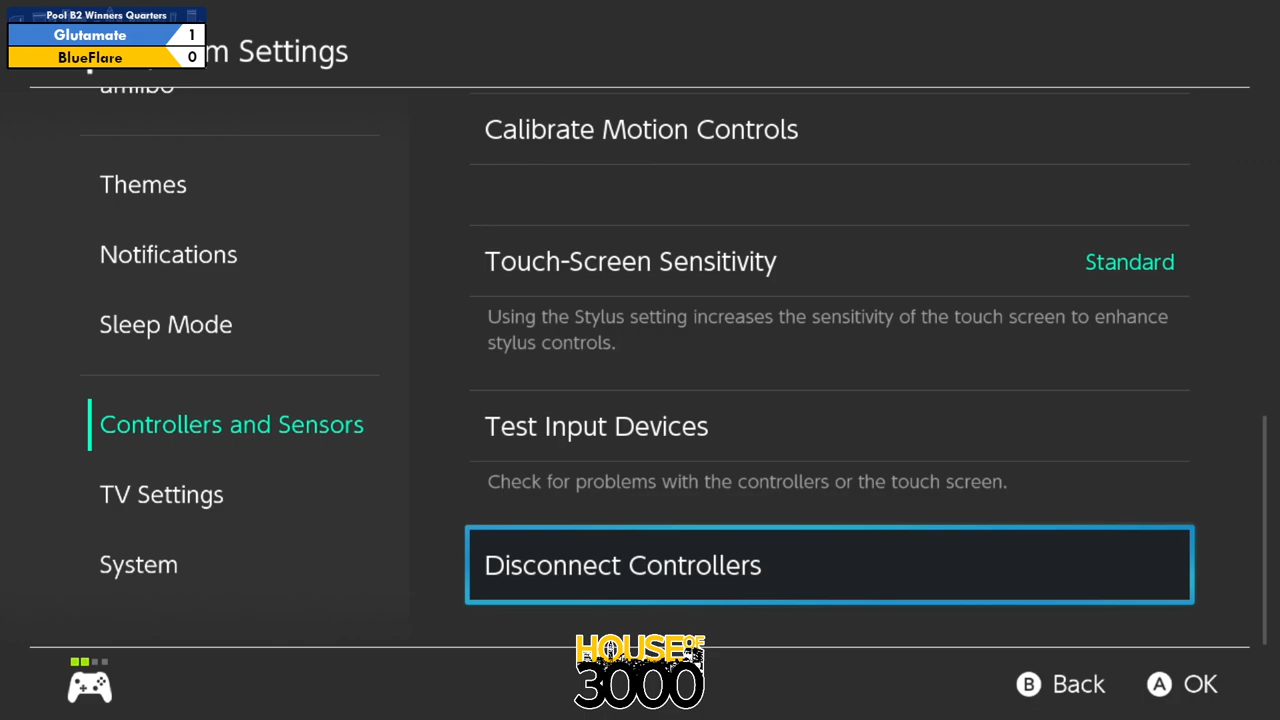 Pool B2 Winners Quarters
Glutamate 1
BlueFlare 0
m Settings
amiibo
Themes
Notifications
Sleep Mode
Controllers and Sensors
TV Settings
System
Calibrate Motion Controls
Touch-Screen Sensitivity Standard
Using the Stylus setting increases the sensitivity of the touch screen to enhance
stylus controls.
Test Input Devices
Check for problems with the controllers or the touch screen.
Disconnect Controllers
HOUSE OF
3000
B Back A OK